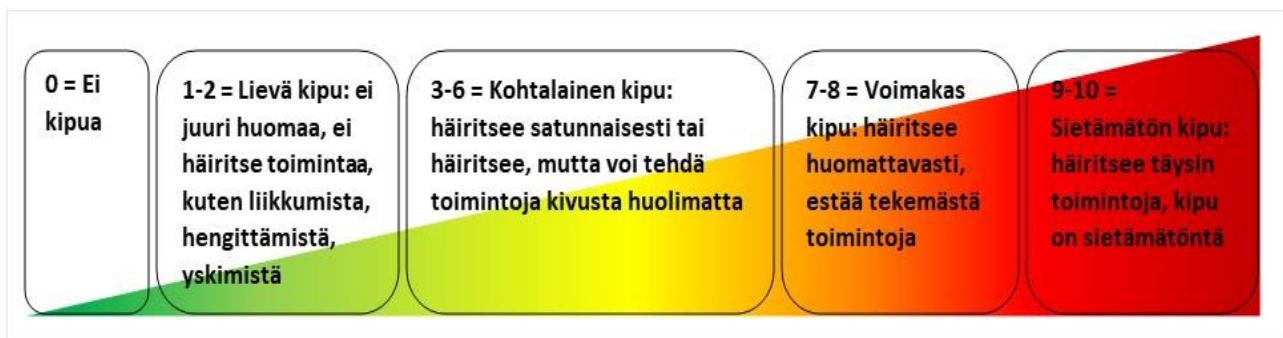 0 = Ei
kipua
1-2 = Lievä kipu: ei
juuri huomaa, ei
häiritse toimintaa,
kuten liikkumista,
hengittämistä,
yskimistä
3-6 = Kohtalainen kipu:
häiritsee satunnaisesti tai
häiritsee, mutta voi tehdä
toimintoja kivusta huolimatta
7-8 = Voimakas
kipu: häiritsee
huomattavasti,
estää tekemästä
toimintoja
9-10 =
Sietämätön kipu:
häiritsee täysin
toimintoja, kipu
on sietämätöntä